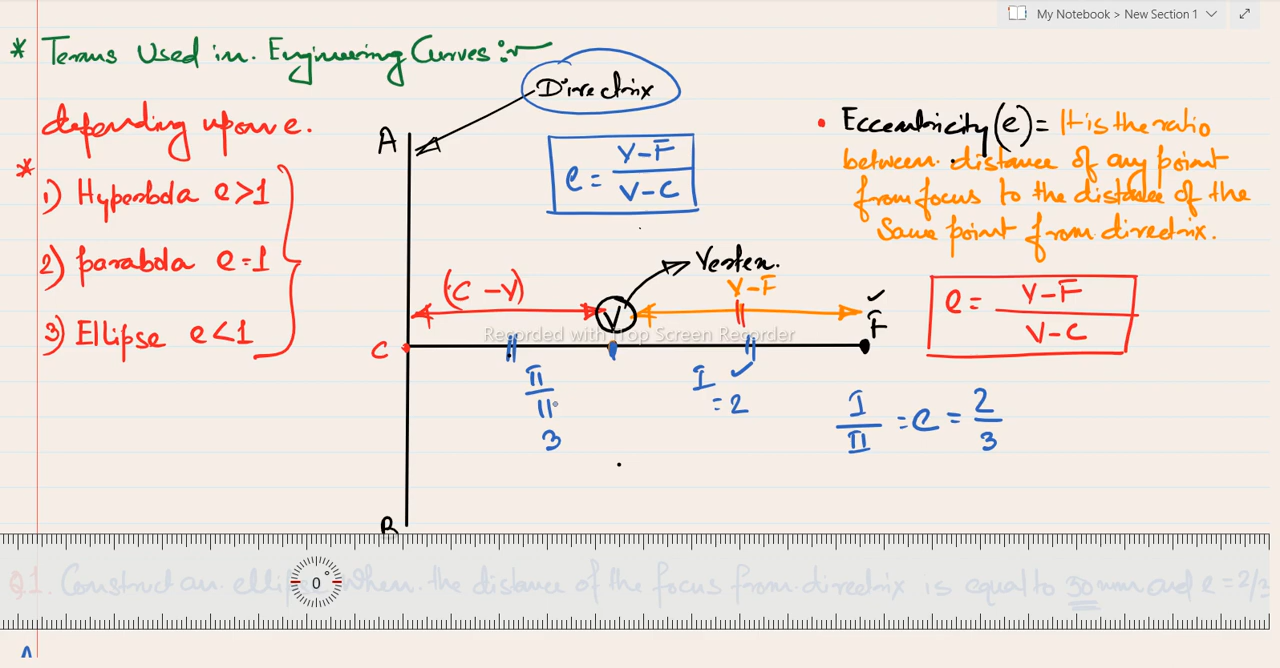 My Notebook > New Section 1
* Terms Used in. Engineering Curves :-
Directrix
depending upon e.
A
e = V-F / V-C
• Eccentricity (e) = It is the ratio
between distance of any point
from focus to the distance of the
Same point from directrix.
*
1) Hyperbola e>1
2) parabola e=1
3) Ellipse e<1
Vertex.
(C-V)
V-F
V
F
e = V-F / V-C
Recorded with iTop Screen Recorder
C
II
I
= 2
3
I / II = e = 2 / 3
B
0°
Q1. Construct an ellipse when the distance of the focus from directrix is equal to 30mm and e = 2/3
A